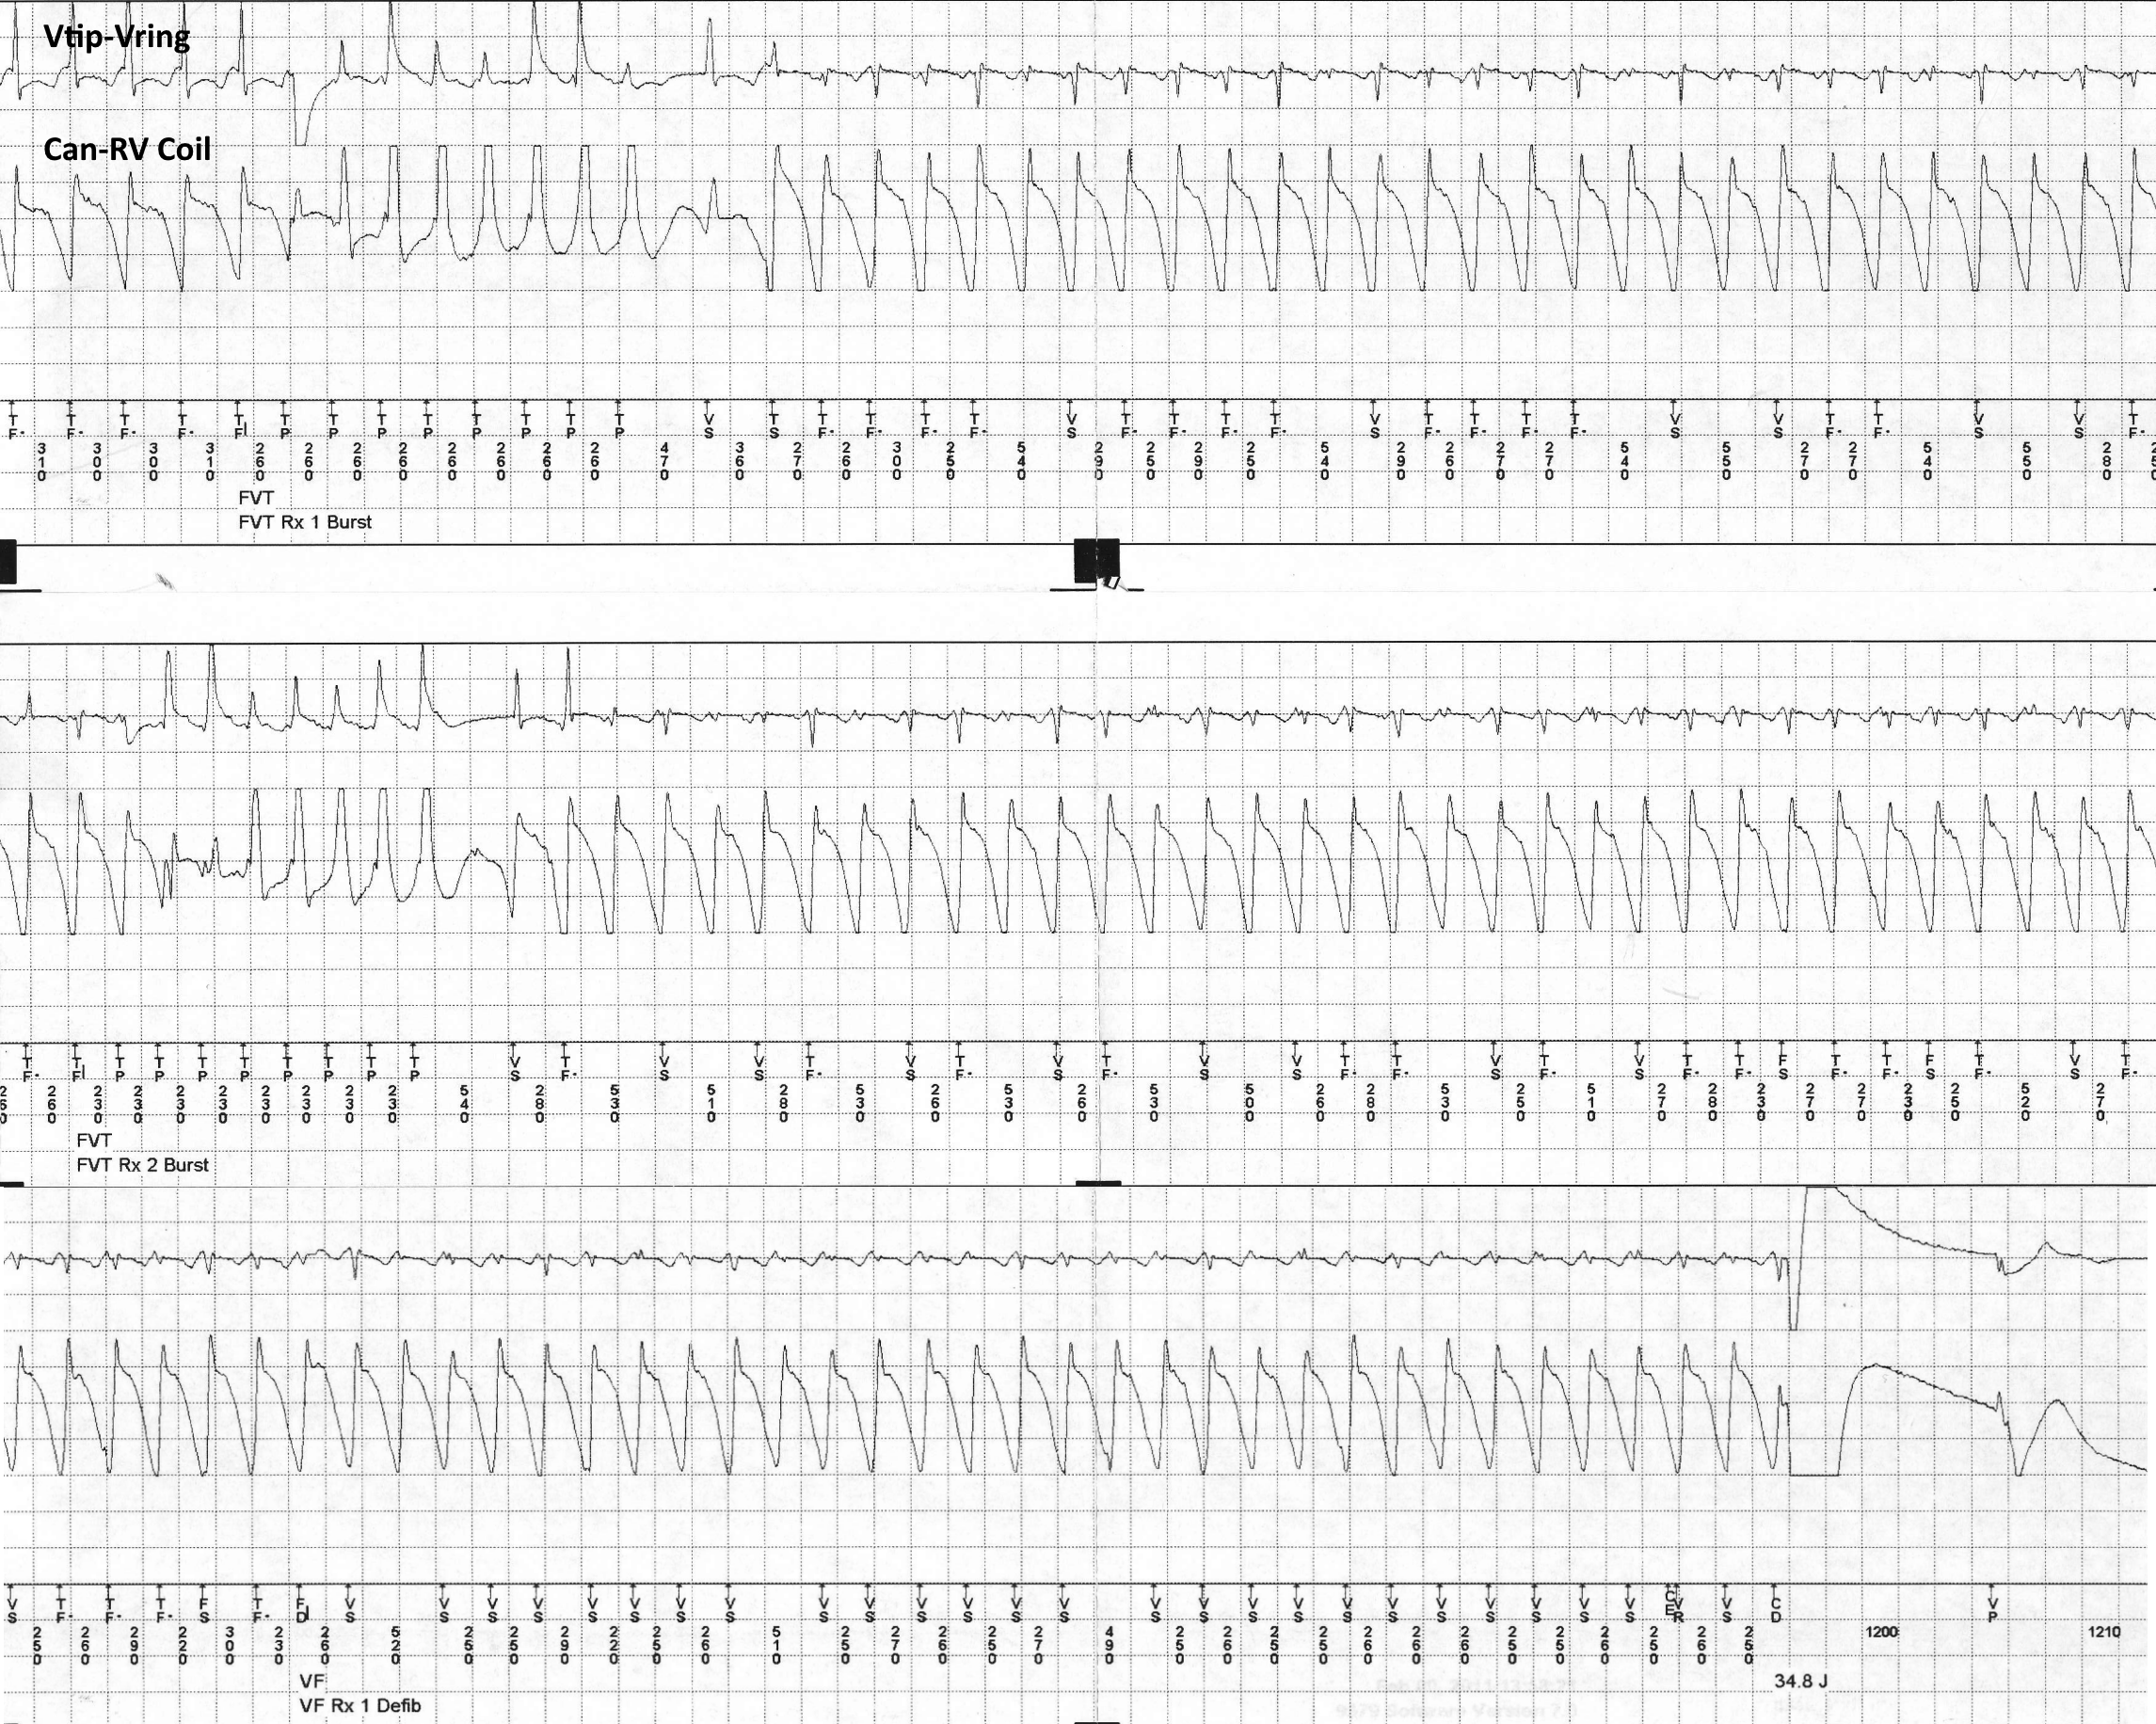 Vtip-Vring
Can-RV Coil
TF· TF· TF· TF· TF| TP TP TP TP TP TP TP TP VS TS TF· TF· TF· TF· VS TF· TF· TF· TF· VS TF· TF· TF· TF· VS VS TF· TF· VS VS TF·
310 300 300 310 260 260 260 260 260 260 260 260 470 360 270 260 300 250 540 290 250 290 250 540 290 260 270 270 540 550 270 270 540 550 280
FVT
FVT Rx 1 Burst
TF· TF| TP TP TP TP TP TP TP TP VS TF· VS VS TF· VS TF· VS TF· VS VS TF· TF· VS TF· VS TF· TF· FS TF· TF· FS TF· VS TF·
260 260 230 230 230 230 230 230 230 230 540 280 530 510 280 530 260 530 260 530 500 260 280 530 250 510 270 280 230 270 270 230 250 520 270
FVT
FVT Rx 2 Burst
VS TF· TF· TF· FS TF· FD| VS VS VS VS VS VS VS VS VS VS VS VS VS VS VS VS VS VS VS VS VS VS VS VS VS CE VR VS CD VP
250 260 290 220 300 230 260 520 250 250 290 220 250 260 510 250 270 260 250 270 490 250 260 250 250 260 260 260 250 250 260 250 260 250 1200 1210
VF
VF Rx 1 Defib
34.8 J